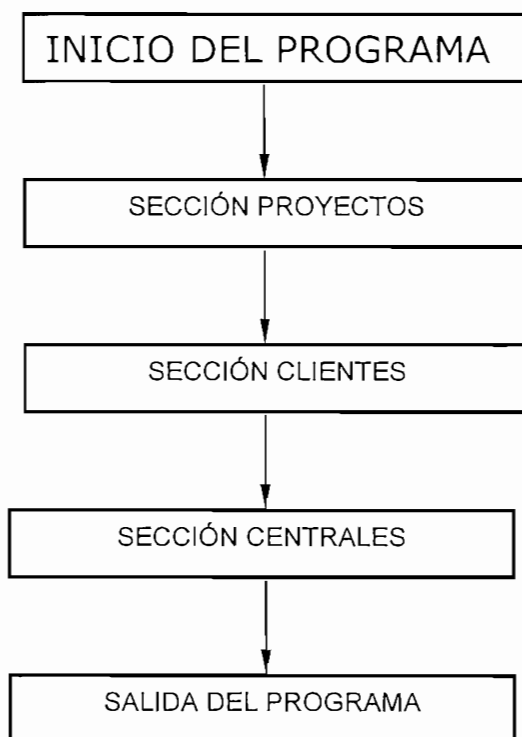 INICIO DEL PROGRAMA
SECCIÓN PROYECTOS
SECCIÓN CLIENTES
SECCIÓN CENTRALES
SALIDA DEL PROGRAMA